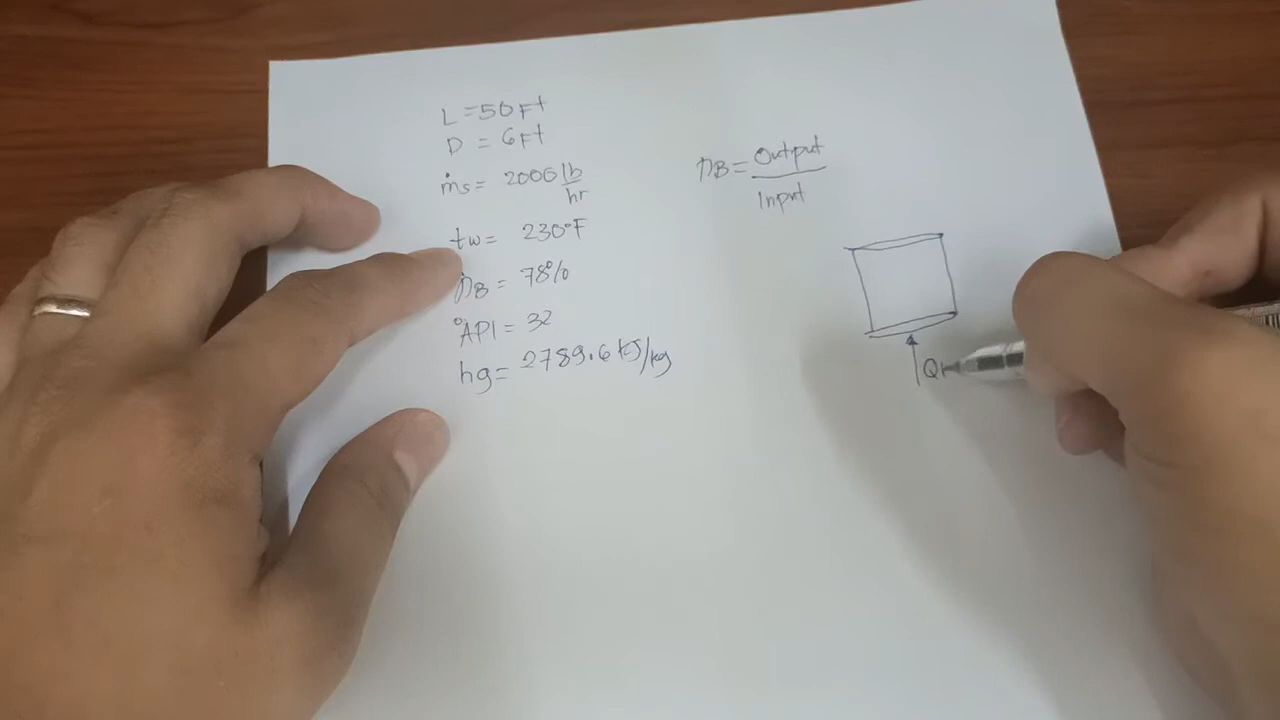 L = 50 Ft
D = 6 Ft
ṁs = 2000 lb/hr
tw = 230°F
ηB = 78%
°API = 32
hg = 2789.6 kJ/kg
ηB = Output/Input